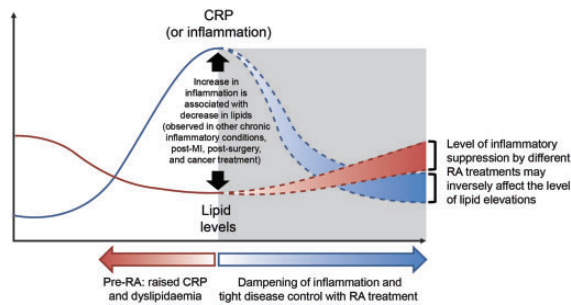 CRP
(or inflammation)
Increase in
inflammation is
associated with
decrease in lipids
(observed in other chronic
inflammatory conditions,
post-MI, post-surgery,
and cancer treatment)
Lipid
levels
Level of inflammatory
suppression by different
RA treatments may
inversely affect the level
of lipid elevations
Pre-RA: raised CRP
and dyslipidaemia
Dampening of inflammation and
tight disease control with RA treatment